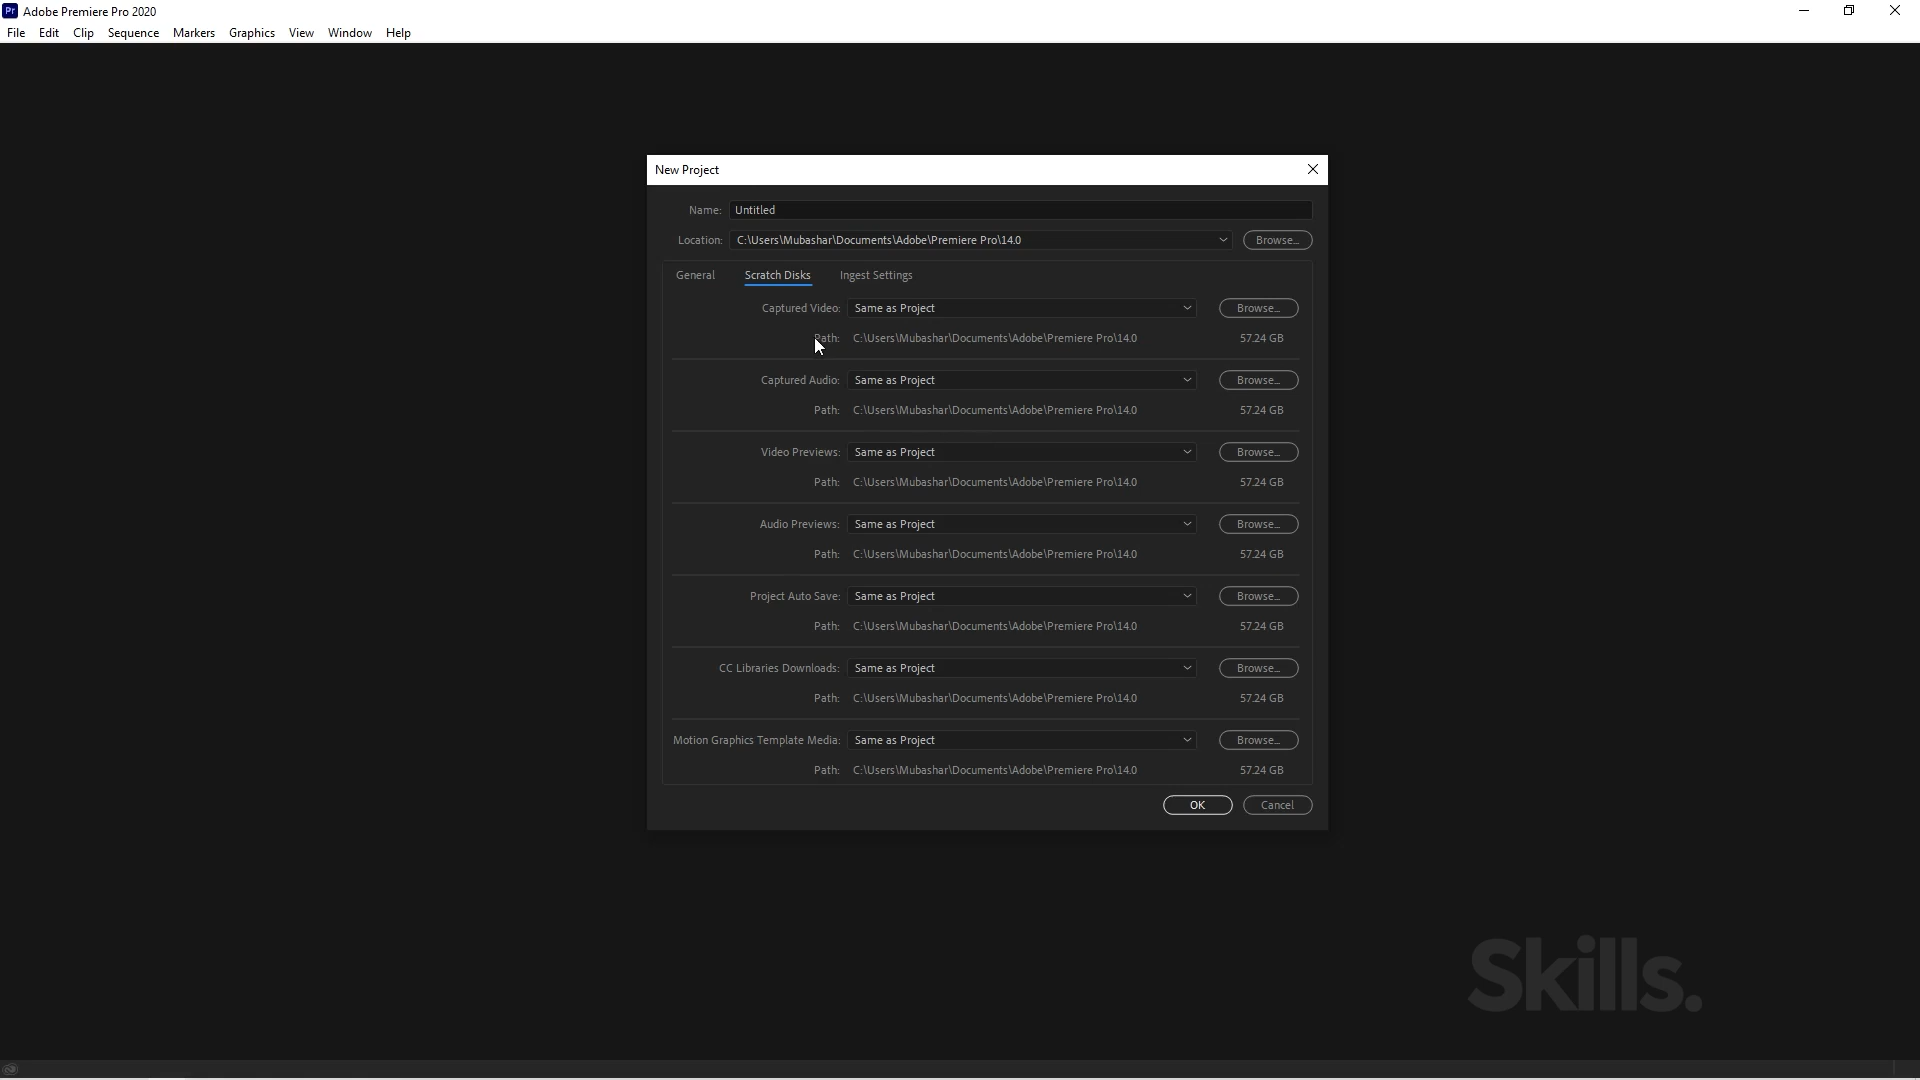 Pr Adobe Premiere Pro 2020
File Edit Clip Sequence Markers Graphics View Window Help
New Project
Name: Untitled
Location: C:\Users\Mubashar\Documents\Adobe\Premiere Pro\14.0 Browse...
General Scratch Disks Ingest Settings
Captured Video: Same as Project Browse...
Path: C:\Users\Mubashar\Documents\Adobe\Premiere Pro\14.0 57.24 GB
Captured Audio: Same as Project Browse...
Path: C:\Users\Mubashar\Documents\Adobe\Premiere Pro\14.0 57.24 GB
Video Previews: Same as Project Browse...
Path: C:\Users\Mubashar\Documents\Adobe\Premiere Pro\14.0 57.24 GB
Audio Previews: Same as Project Browse...
Path: C:\Users\Mubashar\Documents\Adobe\Premiere Pro\14.0 57.24 GB
Project Auto Save: Same as Project Browse...
Path: C:\Users\Mubashar\Documents\Adobe\Premiere Pro\14.0 57.24 GB
CC Libraries Downloads: Same as Project Browse...
Path: C:\Users\Mubashar\Documents\Adobe\Premiere Pro\14.0 57.24 GB
Motion Graphics Template Media: Same as Project Browse...
Path: C:\Users\Mubashar\Documents\Adobe\Premiere Pro\14.0 57.24 GB
OK Cancel
Skills.